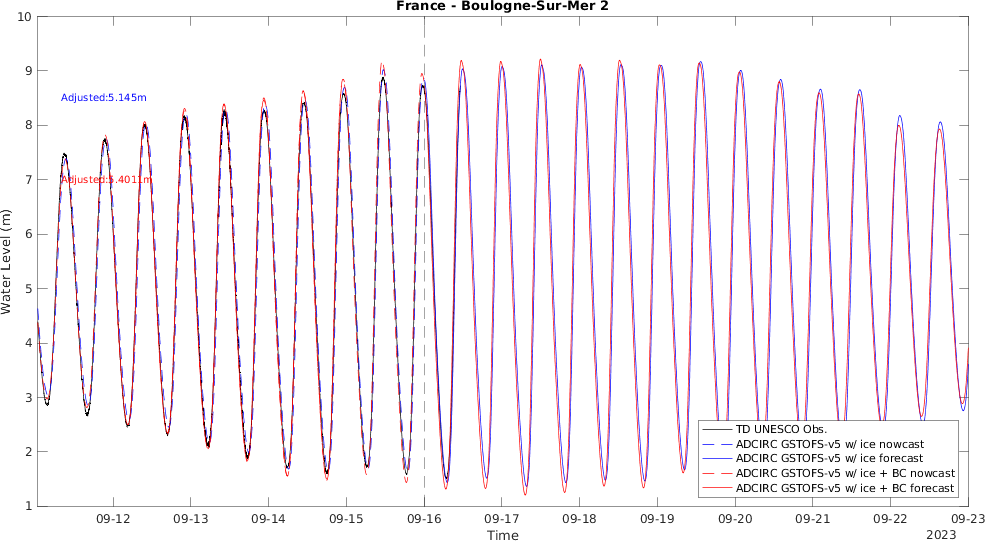 France - Boulogne-Sur-Mer 2
Water Level (m)
10
9
8
7
6
5
4
3
2
1
Adjusted:5.145m
Adjusted:5.4011m
TD UNESCO Obs.
ADCIRC GSTOFS-v5 w/ ice nowcast
ADCIRC GSTOFS-v5 w/ ice forecast
ADCIRC GSTOFS-v5 w/ ice + BC nowcast
ADCIRC GSTOFS-v5 w/ ice + BC forecast
09-12 09-13 09-14 09-15 09-16 09-17 09-18 09-19 09-20 09-21 09-22 09-23
Time
2023